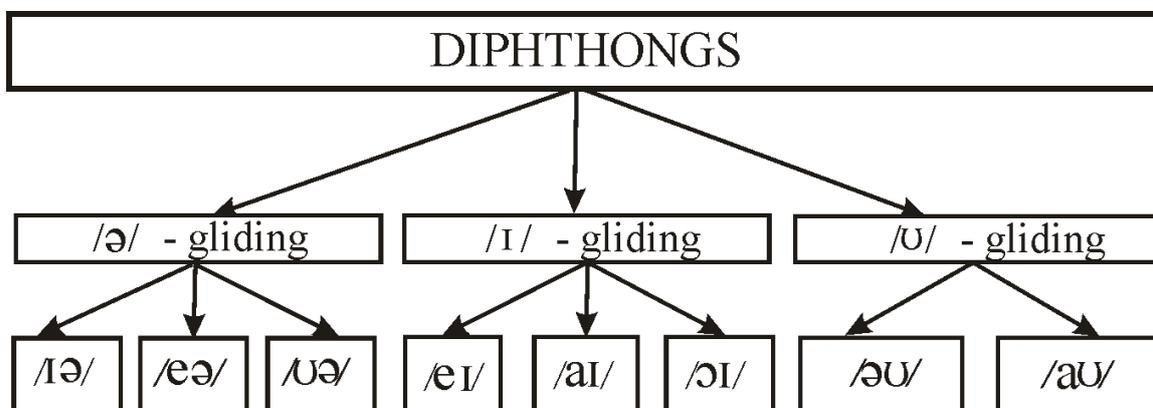 DIPHTHONGS
/ə/ - gliding
/ɪ/ - gliding
/ʊ/ - gliding
/ɪə/
/eə/
/ʊə/
/eɪ/
/aɪ/
/ɔɪ/
/əʊ/
/aʊ/